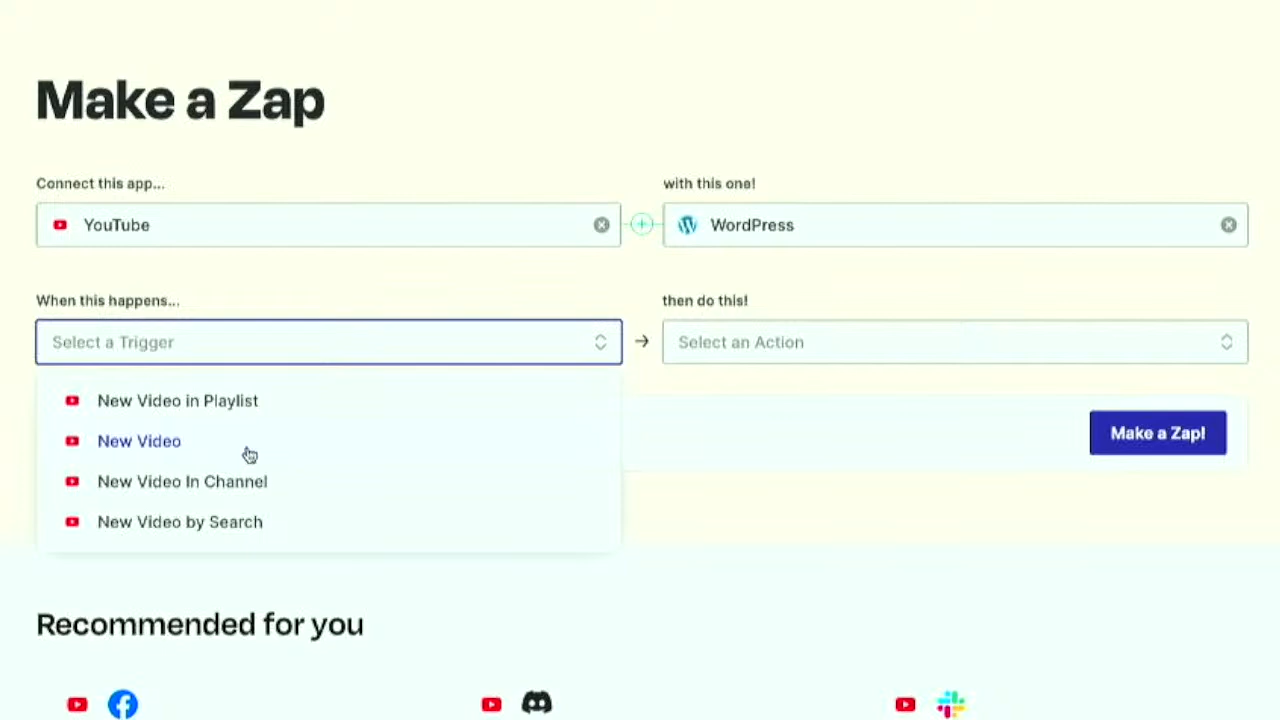 Make a Zap
Connect this app...
with this one!
YouTube
WordPress
When this happens...
then do this!
Select a Trigger
Select an Action
New Video in Playlist
New Video
Make a Zap!
New Video In Channel
New Video by Search
Recommended for you